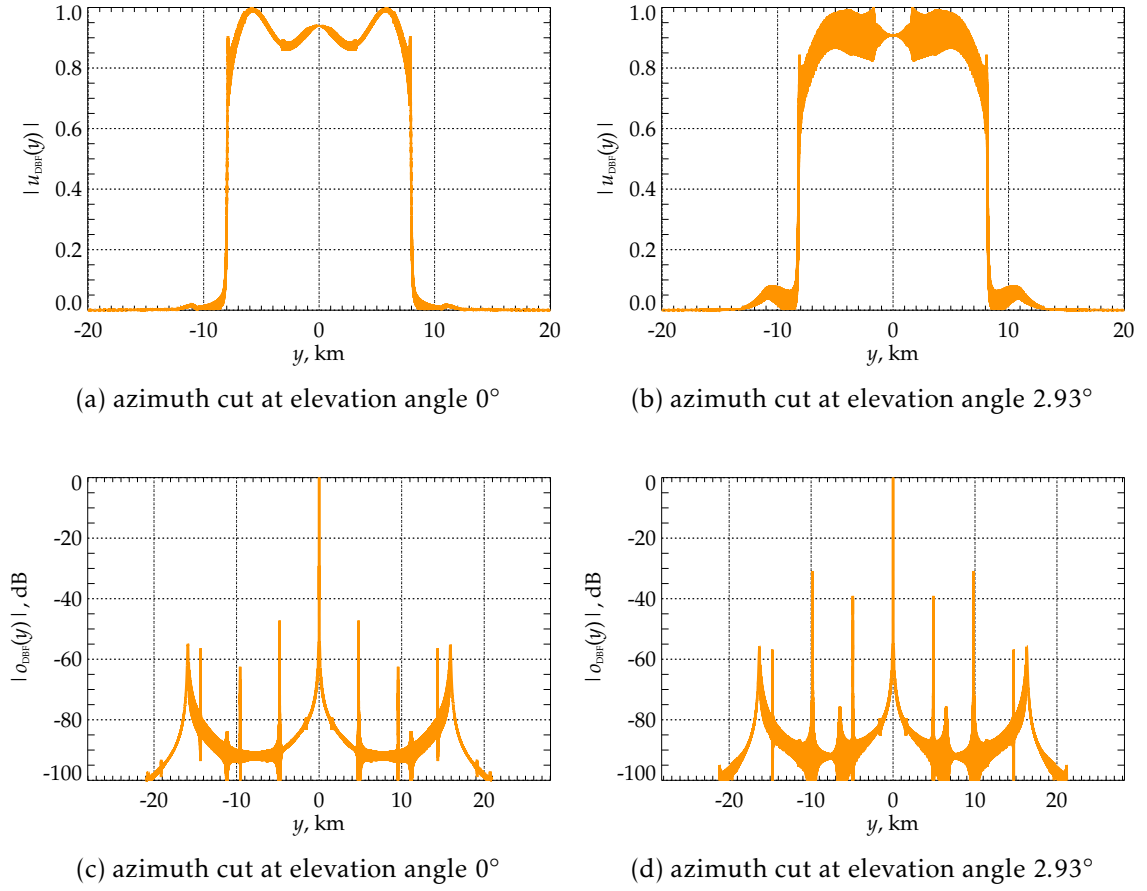 1.0 1.0
0.8 0.8
0.6 0.6
| u_DBF(y) | | u_DBF(y) |
0.4 0.4
0.2 0.2
0.0 0.0
-20 -10 0 10 20 -20 -10 0 10 20
y, km y, km
(a) azimuth cut at elevation angle 0° (b) azimuth cut at elevation angle 2.93°
0 0
-20 -20
-40 -40
| o_DBF(y) | , dB | o_DBF(y) | , dB
-60 -60
-80 -80
-100 -100
-20 -10 0 10 20 -20 -10 0 10 20
y, km y, km
(c) azimuth cut at elevation angle 0° (d) azimuth cut at elevation angle 2.93°